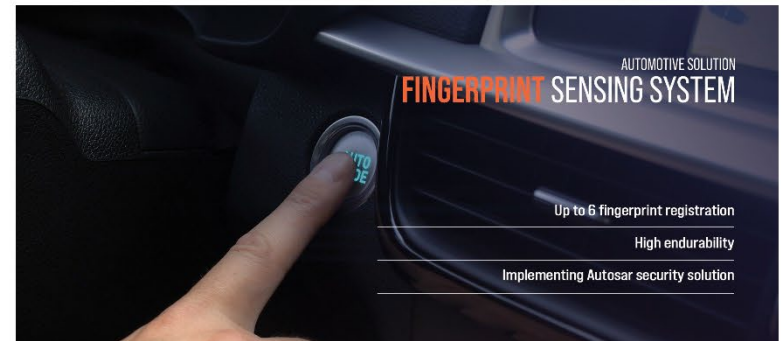 AUTOMOTIVE SOLUTION
FINGERPRINT SENSING SYSTEM
Up to 6 fingerprint registration
High endurability
Implementing Autosar security solution